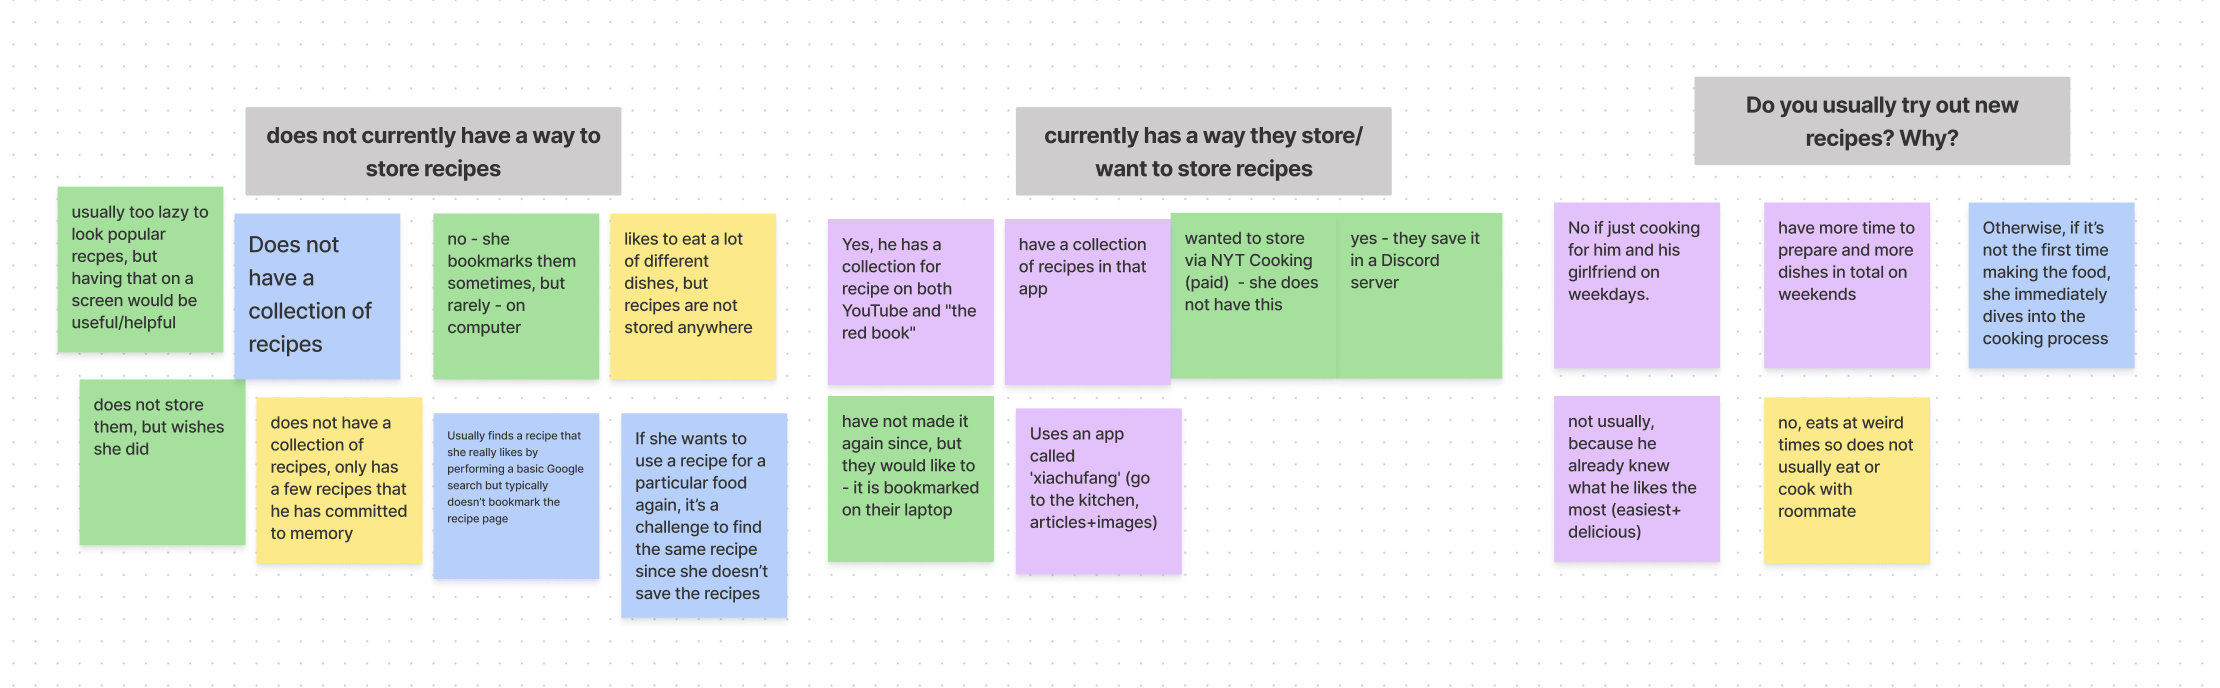 does not currently have a way to
store recipes
usually too lazy to
look popular
recpes, but
having that on a
screen would be
useful/helpful
Does not
have a
collection of
recipes
no - she
bookmarks them
sometimes, but
rarely - on
computer
likes to eat a lot
of different
dishes, but
recipes are not
stored anywhere
does not store
them, but wishes
she did
does not have a
collection of
recipes, only has
a few recipes that
he has committed
to memory
Usually finds a recipe that
she really likes by
performing a basic Google
search but typically
doesn't bookmark the
recipe page
If she wants to
use a recipe for a
particular food
again, it's a
challenge to find
the same recipe
since she doesn't
save the recipes
currently has a way they store/
want to store recipes
Yes, he has a
collection for
recipe on both
YouTube and "the
red book"
have a collection
of recipes in that
app
wanted to store
via NYT Cooking
(paid) - she does
not have this
yes - they save it
in a Discord
server
have not made it
again since, but
they would like to
- it is bookmarked
on their laptop
Uses an app
called
'xiachufang' (go
to the kitchen,
articles+images)
Do you usually try out new
recipes? Why?
No if just cooking
for him and his
girlfriend on
weekdays.
have more time to
prepare and more
dishes in total on
weekends
Otherwise, if it's
not the first time
making the food,
she immediately
dives into the
cooking process
not usually,
because he
already knew
what he likes the
most (easiest+
delicious)
no, eats at weird
times so does not
usually eat or
cook with
roommate